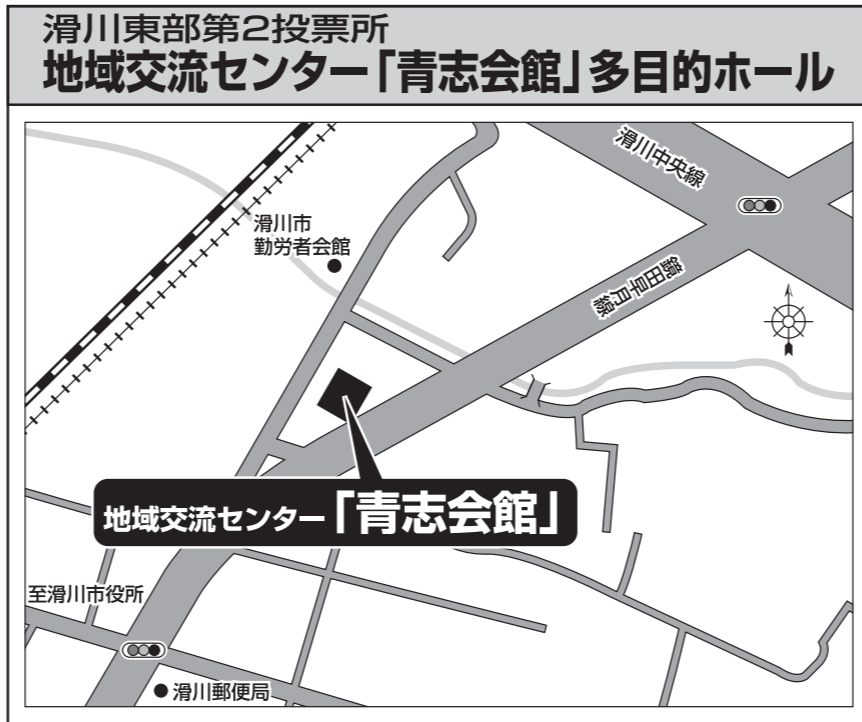 滑川東部第2投票所
地域交流センター「青志会館」多目的ホール
滑川中央線
滑川市
勤労者会館
鏡田早月線
地域交流センター「青志会館」
至滑川市役所
滑川郵便局